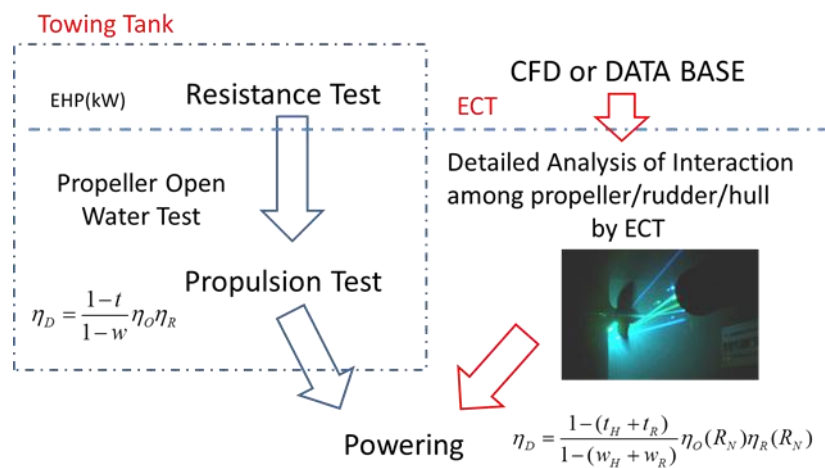 Towing Tank
EHP(kW)
Resistance Test
Propeller Open
Water Test
Propulsion Test
η_D = \frac{1-t}{1-w} η_O η_R
CFD or DATA BASE
ECT
Detailed Analysis of Interaction
among propeller/rudder/hull
by ECT
Powering
η_D = \frac{1-(t_H+t_R)}{1-(w_H+w_R)} η_O(R_N)η_R(R_N)